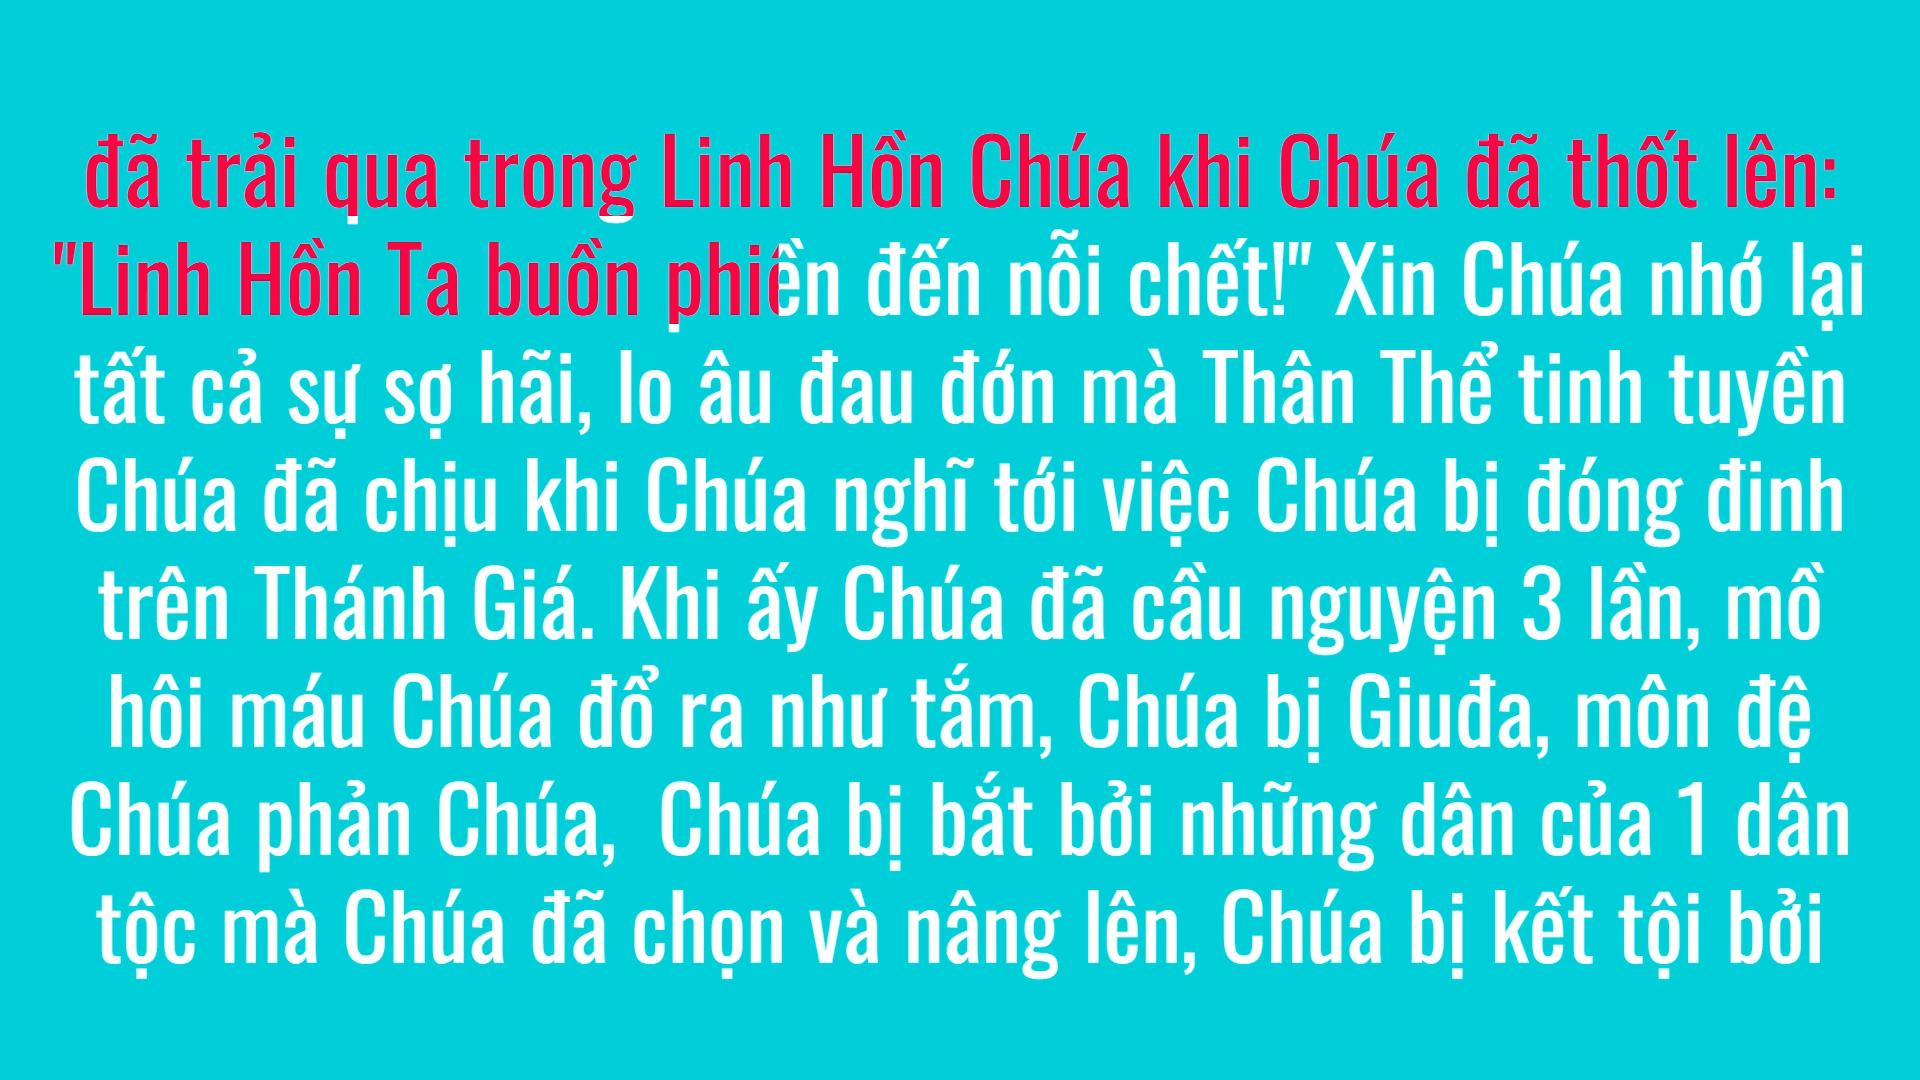 đã trải qua trong Linh Hồn Chúa khi Chúa đã thốt lên:
"Linh Hồn Ta buồn phiền đến nỗi chết!" Xin Chúa nhớ lại
tất cả sự sợ hãi, lo âu đau đớn mà Thân Thể tinh tuyền
Chúa đã chịu khi Chúa nghĩ tới việc Chúa bị đóng đinh
trên Thánh Giá. Khi ấy Chúa đã cầu nguyện 3 lần, mồ
hôi máu Chúa đổ ra như tắm, Chúa bị Giuđa, môn đệ
Chúa phản Chúa,  Chúa bị bắt bởi những dân của 1 dân
tộc mà Chúa đã chọn và nâng lên, Chúa bị kết tội bởi